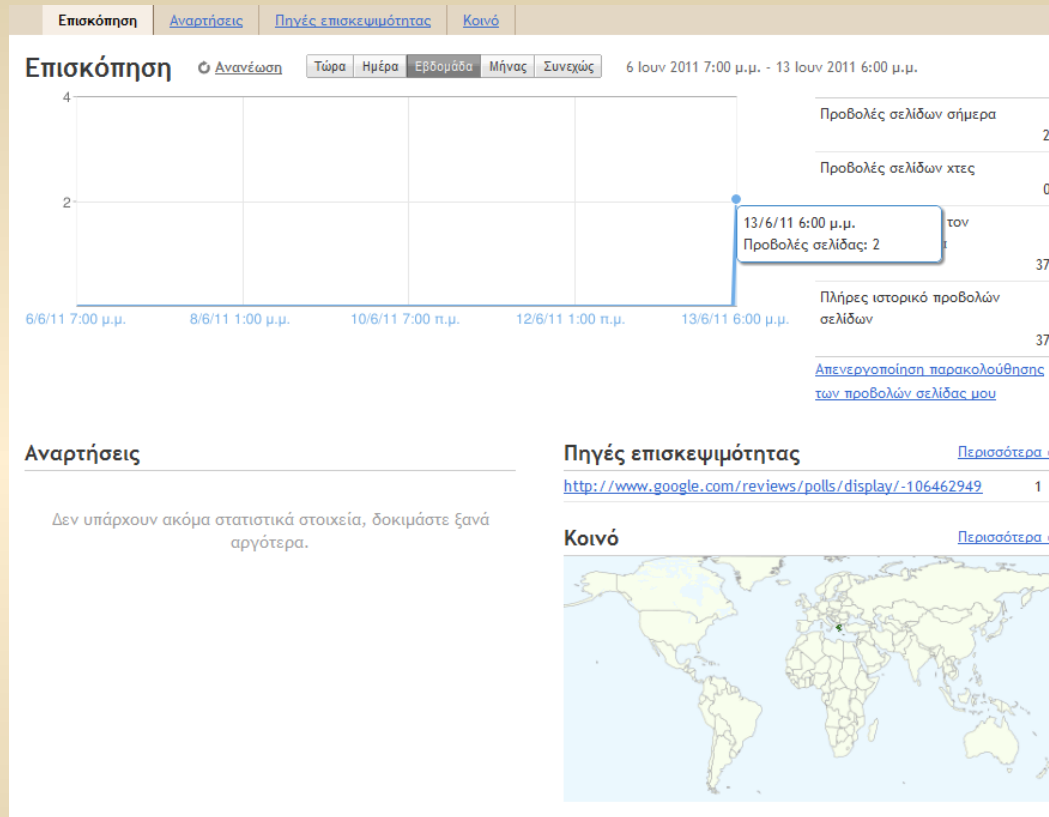 Επισκόπηση Αναρτήσεις Πηγές επισκεψιμότητας Κοινό
Επισκόπηση Ανανέωση Τώρα Ημέρα Εβδομάδα Μήνας Συνεχώς 6 Ιουν 2011 7:00 μ.μ. - 13 Ιουν 2011 6:00 μ.μ.
4
2
13/6/11 6:00 μ.μ.
Προβολές σελίδας: 2
6/6/11 7:00 μ.μ. 8/6/11 1:00 μ.μ. 10/6/11 7:00 π.μ. 12/6/11 1:00 π.μ. 13/6/11 6:00 μ.μ.
Προβολές σελίδων σήμερα
2
Προβολές σελίδων χτες
0
τον
37
Πλήρες ιστορικό προβολών
σελίδων
37
Απενεργοποίηση παρακολούθησης
των προβολών σελίδας μου
Αναρτήσεις
Δεν υπάρχουν ακόμα στατιστικά στοιχεία, δοκιμάστε ξανά
αργότερα.
Πηγές επισκεψιμότητας Περισσότερα
http://www.google.com/reviews/polls/display/-106462949 1
Κοινό Περισσότερα